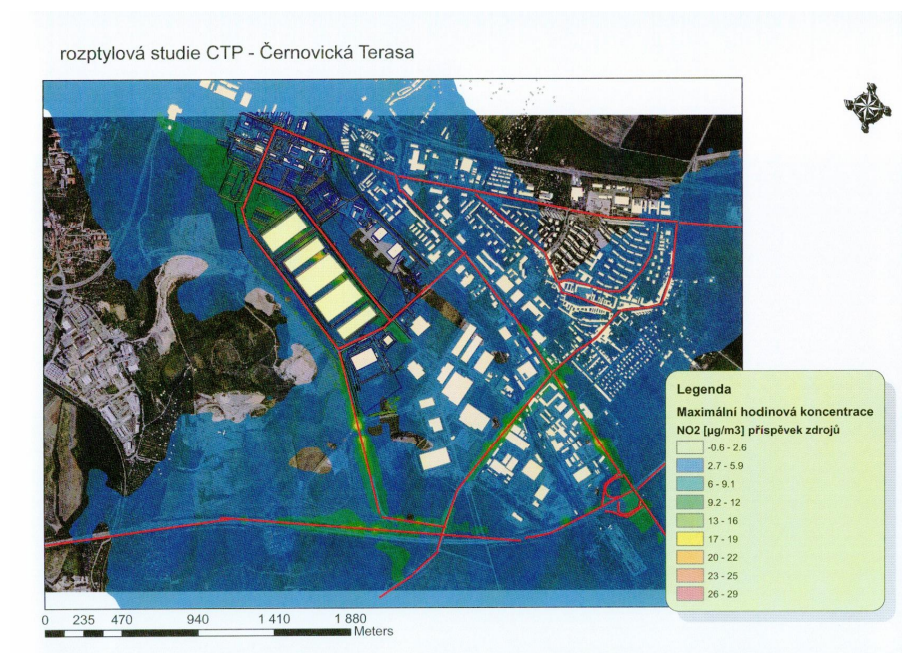 rozptylová studie CTP - Černovická Terasa
Legenda
Maximální hodinová koncentrace
NO2 [µg/m3] příspěvek zdrojů
-0.6 - 2.6
2.7 - 5.9
6 - 9.1
9.2 - 12
13 - 16
17 - 19
20 - 22
23 - 25
26 - 29
0 235 470 940 1 410 1 880
Meters